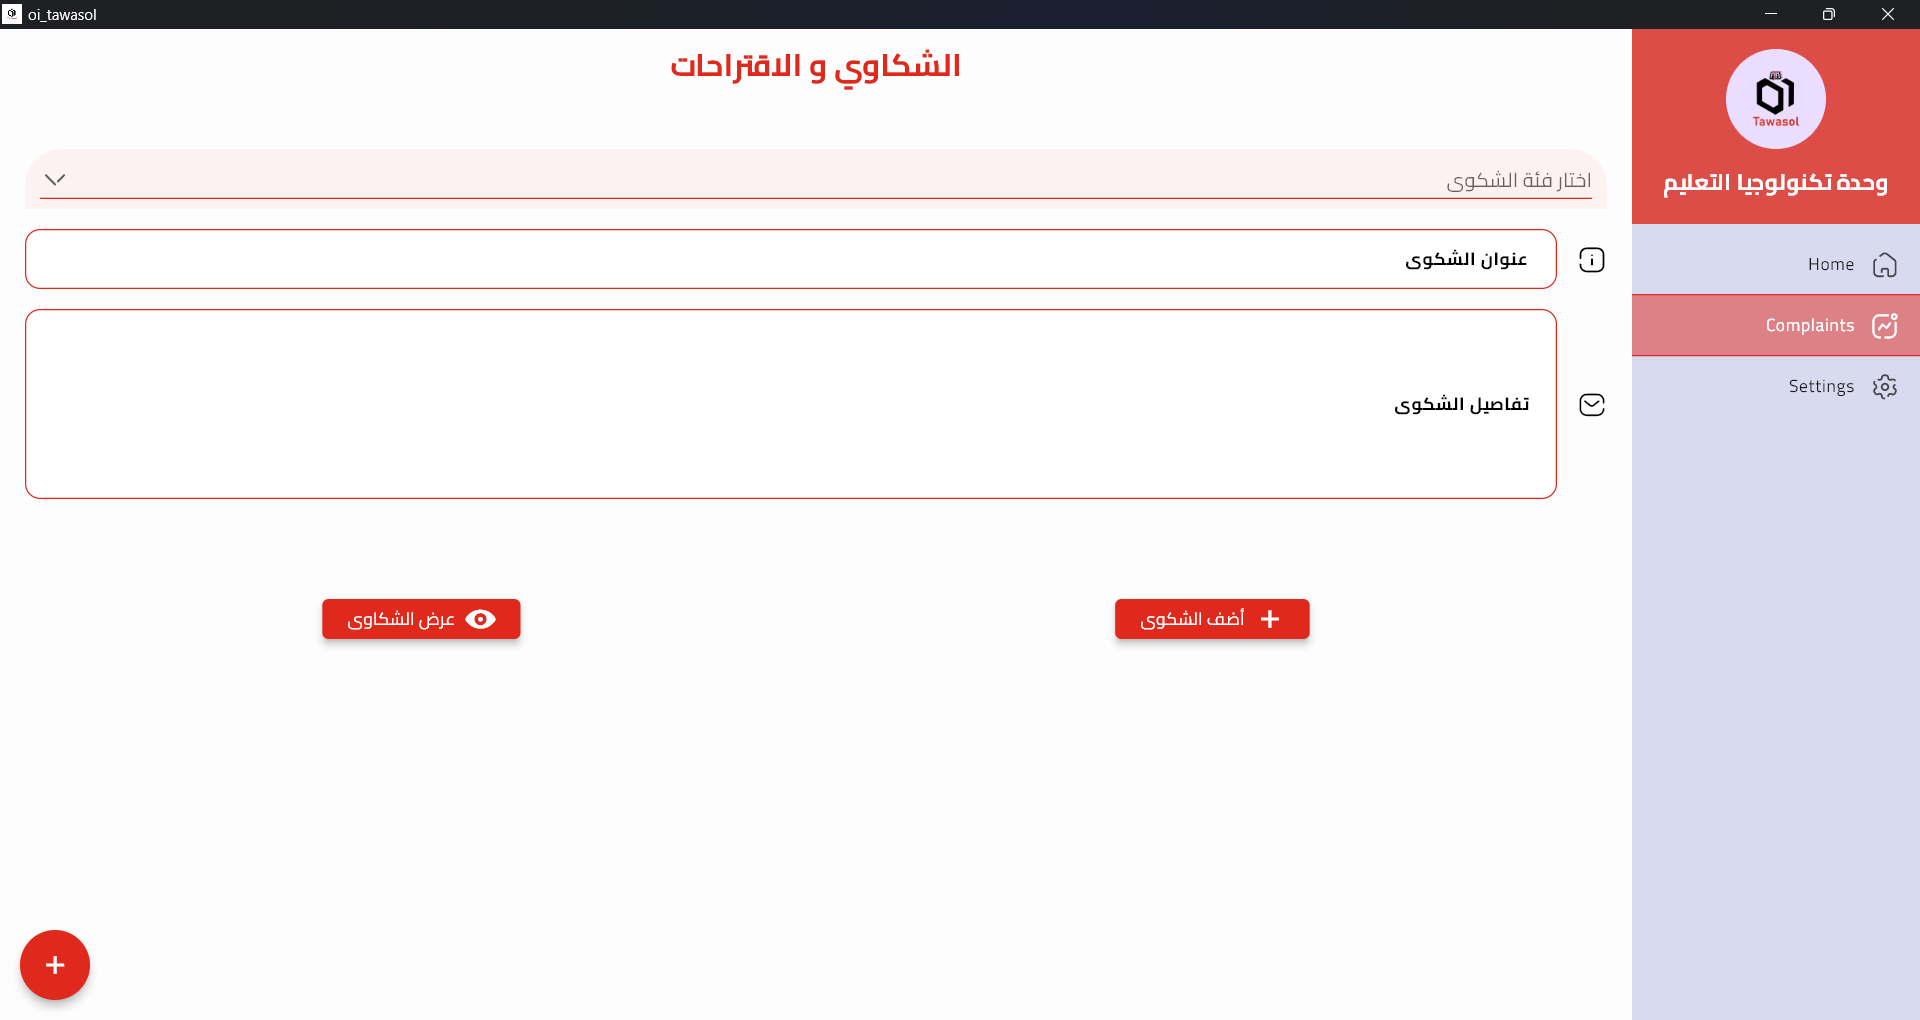 oi_tawasol
الشكاوي و الاقتراحات
Tawasol
وحدة تكنولوجيا التعليم
Home
Complaints
Settings
اختار فئة الشكوى
عنوان الشكوى
تفاصيل الشكوى
أضف الشكوى
عرض الشكاوى